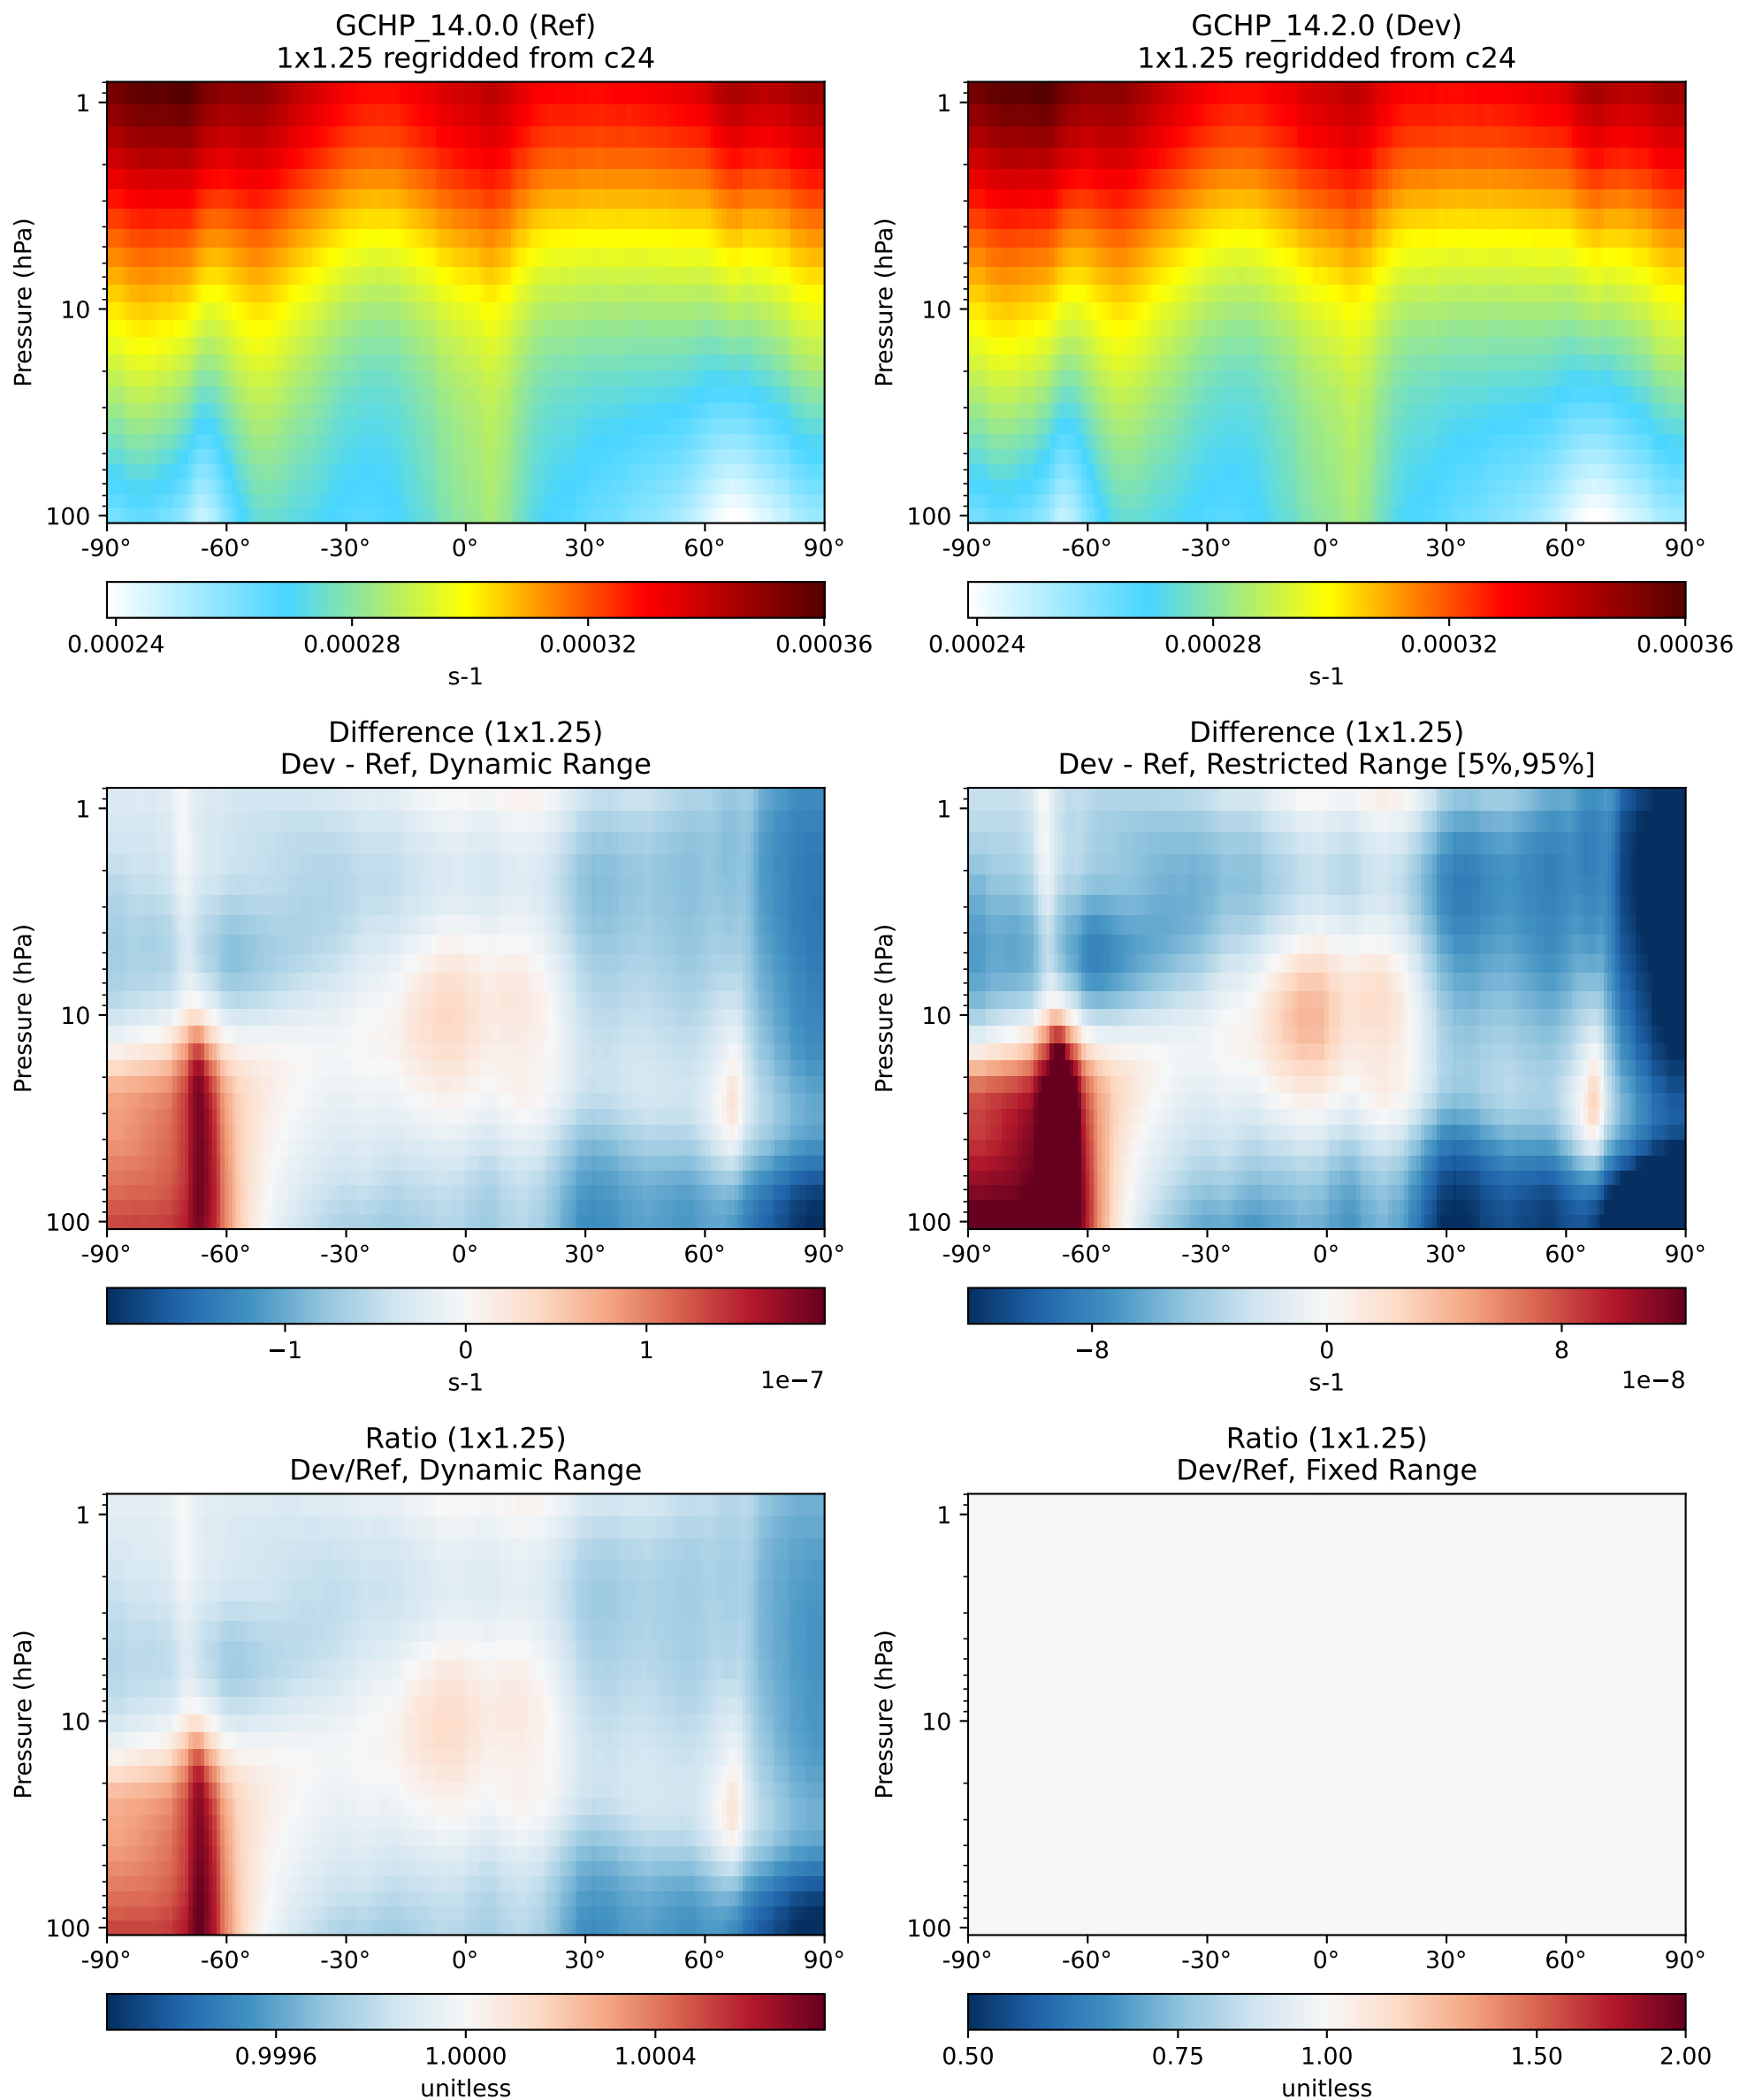 GCHP_14.0.0 (Ref)
1x1.25 regridded from c24
Pressure (hPa)
1
10
100
-90° -60° -30° 0° 30° 60° 90°
0.00024 0.00028 0.00032 0.00036
s-1
GCHP_14.2.0 (Dev)
1x1.25 regridded from c24
Pressure (hPa)
1
10
100
-90° -60° -30° 0° 30° 60° 90°
0.00024 0.00028 0.00032 0.00036
s-1
Difference (1x1.25)
Dev - Ref, Dynamic Range
Pressure (hPa)
1
10
100
-90° -60° -30° 0° 30° 60° 90°
−1 0 1
s-1
1e−7
Difference (1x1.25)
Dev - Ref, Restricted Range [5%,95%]
Pressure (hPa)
1
10
100
-90° -60° -30° 0° 30° 60° 90°
−8 0 8
s-1
1e−8
Ratio (1x1.25)
Dev/Ref, Dynamic Range
Pressure (hPa)
1
10
100
-90° -60° -30° 0° 30° 60° 90°
0.9996 1.0000 1.0004
unitless
Ratio (1x1.25)
Dev/Ref, Fixed Range
Pressure (hPa)
1
10
100
-90° -60° -30° 0° 30° 60° 90°
0.50 0.75 1.00 1.50 2.00
unitless